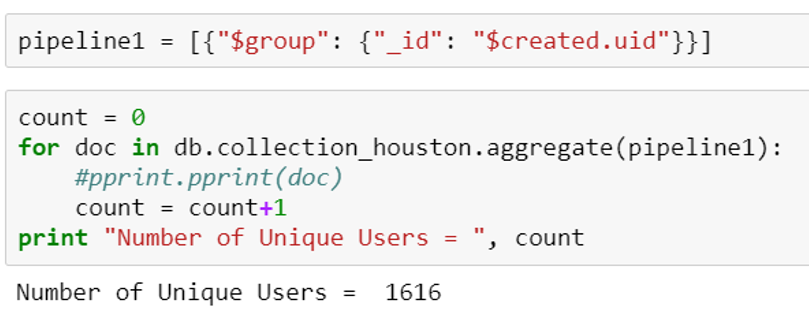 pipeline1 = [{"$group": {"_id": "$created.uid"}}]
count = 0
for doc in db.collection_houston.aggregate(pipeline1):
    #pprint.pprint(doc)
    count = count+1
print "Number of Unique Users = ", count
Number of Unique Users =  1616